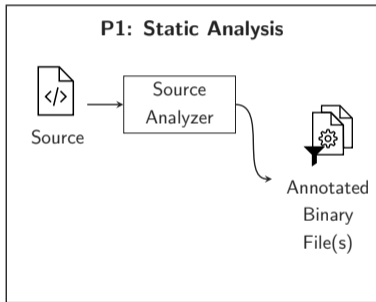 P1: Static Analysis
</>
Source
Source
Analyzer
Annotated
Binary
File(s)